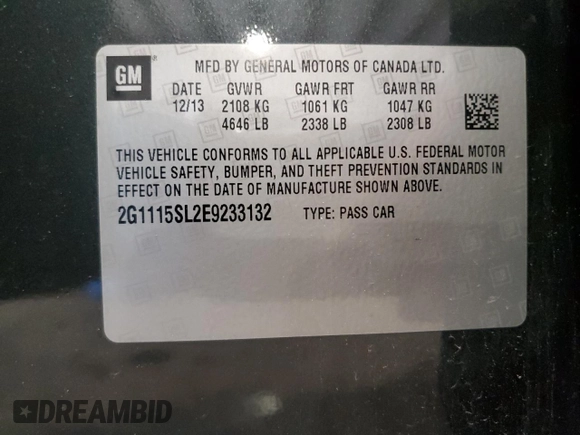 GM
MFD BY GENERAL MOTORS OF CANADA LTD.
DATE GVWR GAWR FRT GAWR RR
12/13 2108 KG 1061 KG 1047 KG
4646 LB 2338 LB 2308 LB
THIS VEHICLE CONFORMS TO ALL APPLICABLE U.S. FEDERAL MOTOR
VEHICLE SAFETY, BUMPER, AND THEFT PREVENTION STANDARDS IN
EFFECT ON THE DATE OF MANUFACTURE SHOWN ABOVE.
2G1115SL2E9233132 TYPE: PASS CAR
DREAMBID